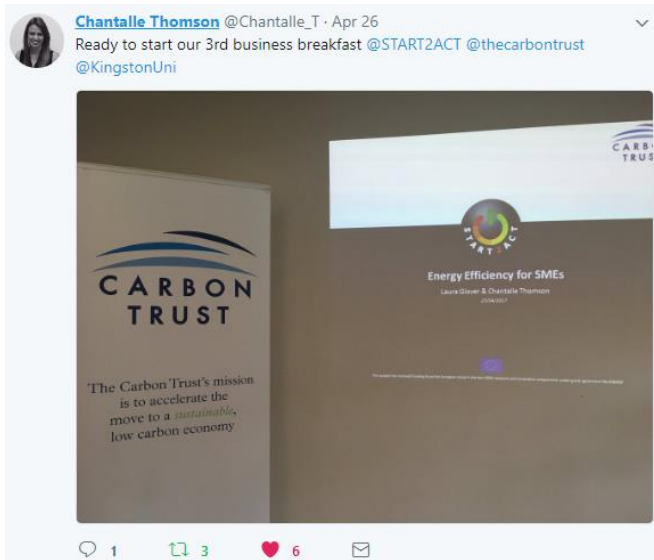 Chantalle Thomson @Chantalle_T · Apr 26
Ready to start our 3rd business breakfast @START2ACT @thecarbontrust
@KingstonUni
CARBON
TRUST
The Carbon Trust's mission
is to accelerate the
move to a sustainable,
low carbon economy
CARB
TRUS
START2ACT
Energy Efficiency for SMEs
Laura Glover & Chantelle Thomson
1
3
6